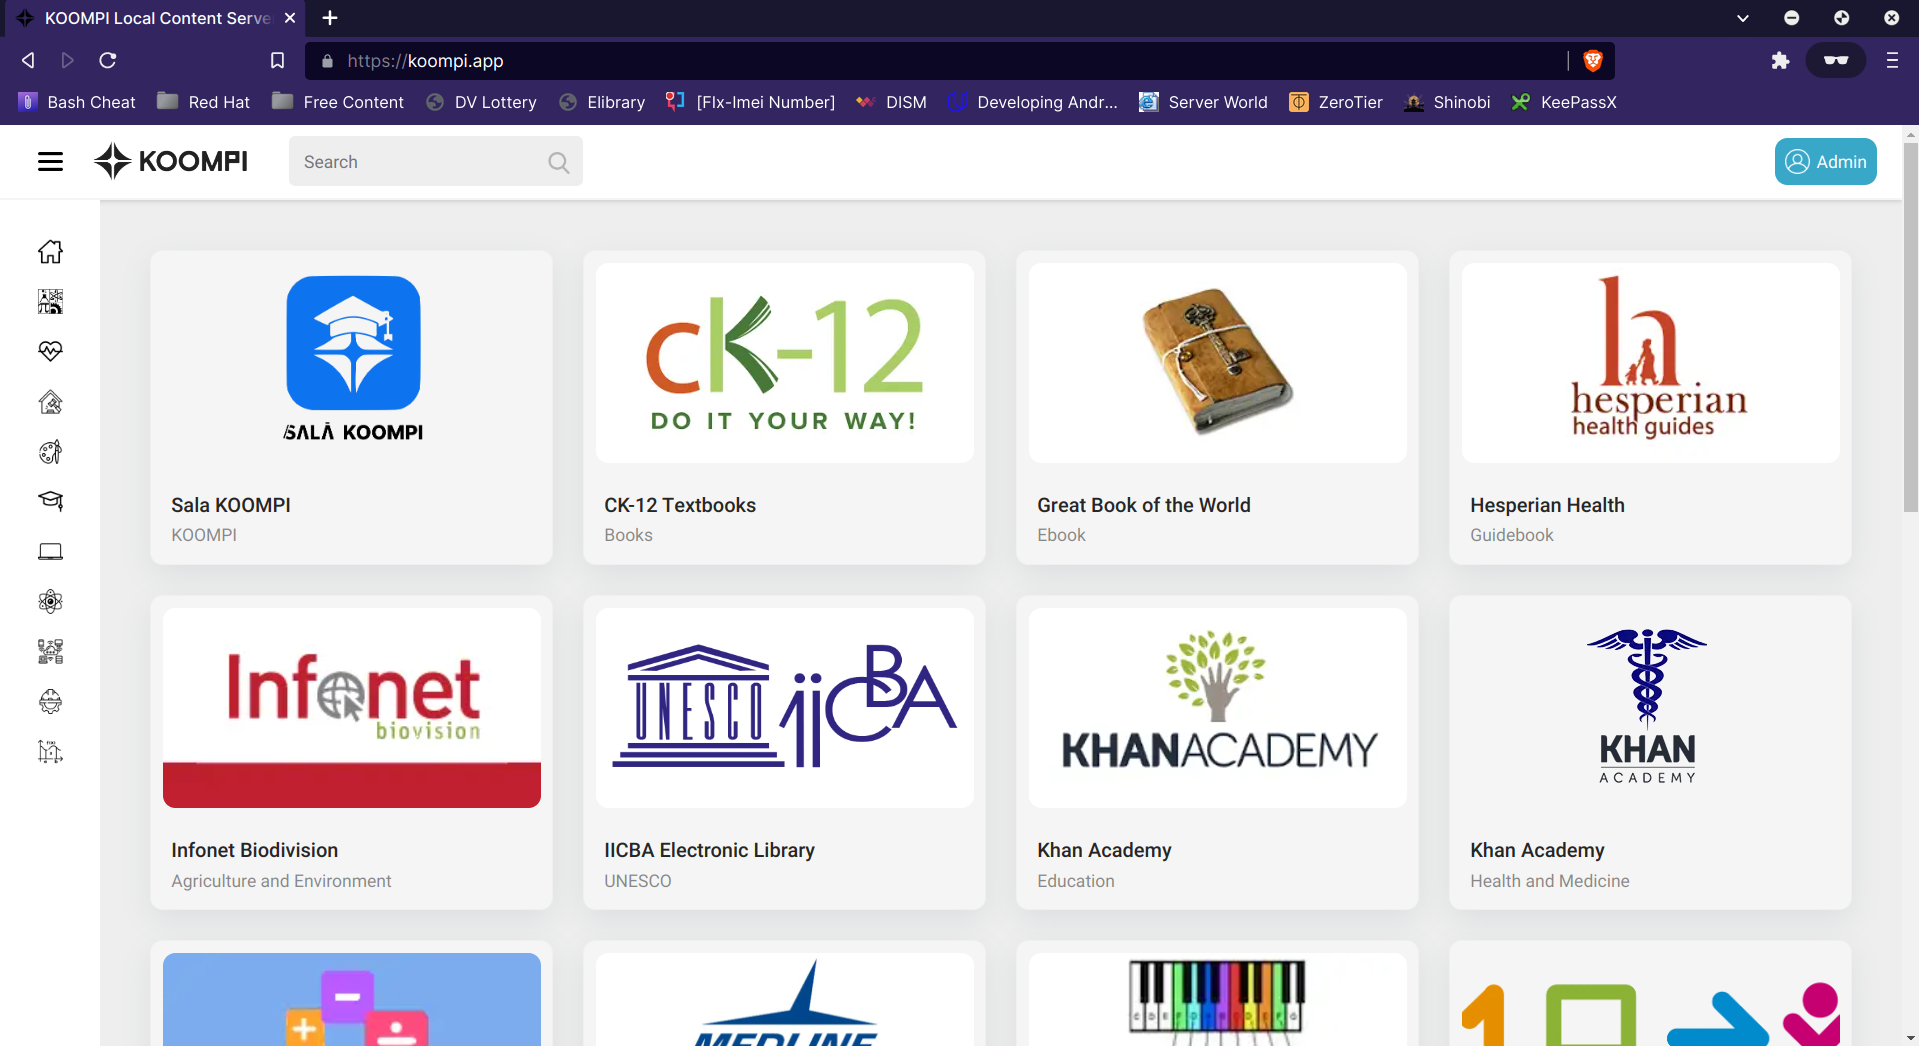 KOOMPI Local Content Serve
https://koompi.app
Bash Cheat
Red Hat
Free Content
DV Lottery
Elibrary
[FIx-Imei Number]
DISM
Developing Andr...
Server World
ZeroTier
Shinobi
KeePassX
KOOMPI
Search
Admin
SALĀ KOOMPI
Sala KOOMPI
KOOMPI
cK-12
DO IT YOUR WAY!
CK-12 Textbooks
Books
Great Book of the World
Ebook
h
hesperian
health guides
Hesperian Health
Guidebook
Infonet
biovision
Infonet Biodivision
Agriculture and Environment
UNESCO iicBA
IICBA Electronic Library
UNESCO
KHANACADEMY
Khan Academy
Education
KHAN
ACADEMY
Khan Academy
Health and Medicine
MEDLINE